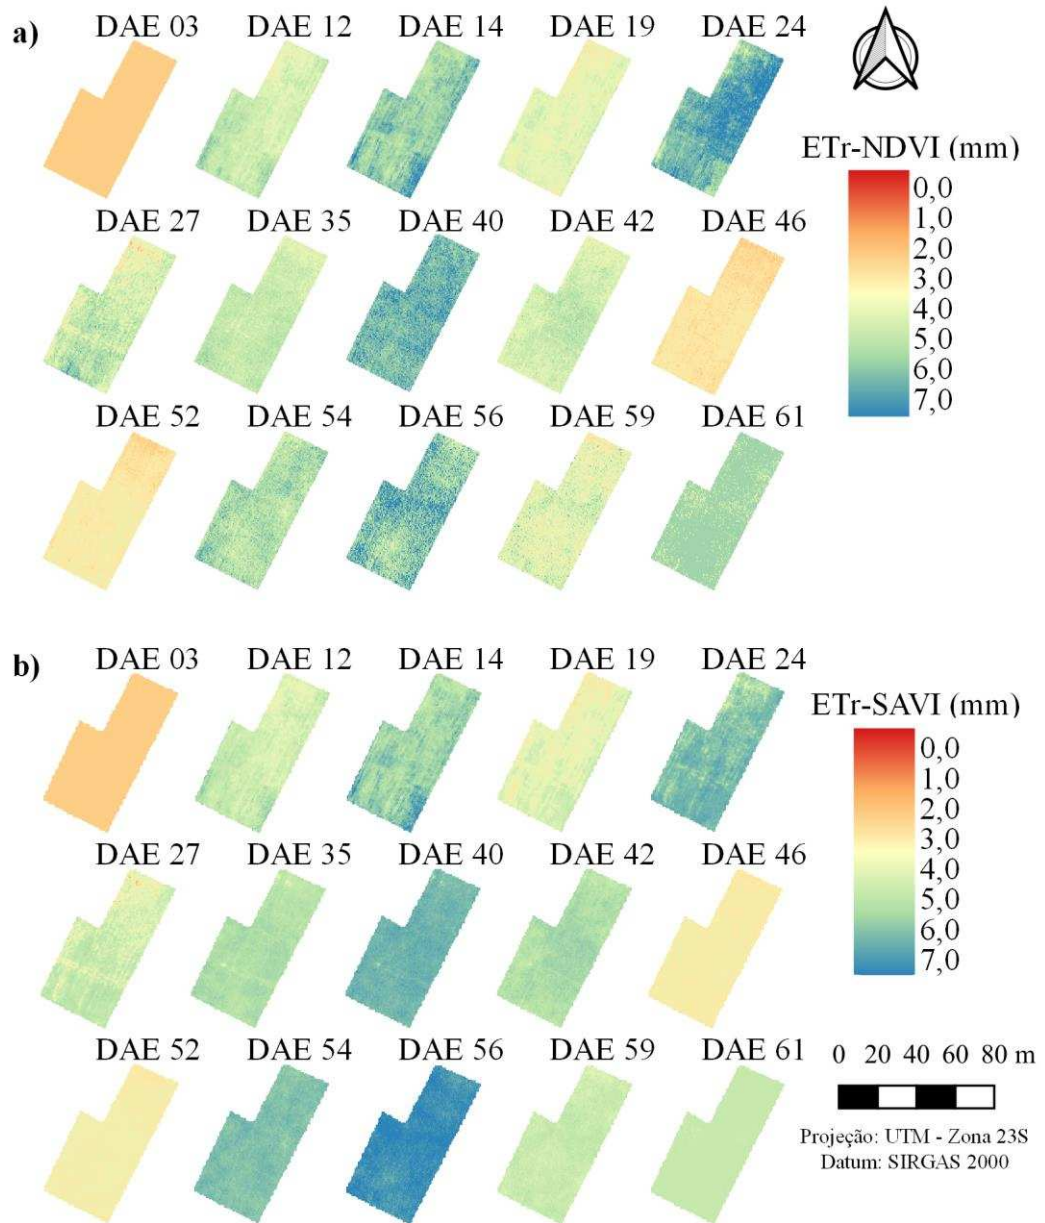 a)
DAE 03 DAE 12 DAE 14 DAE 19 DAE 24
ETr-NDVI (mm)
0,0
1,0
2,0
3,0
4,0
5,0
6,0
7,0
DAE 27 DAE 35 DAE 40 DAE 42 DAE 46
DAE 52 DAE 54 DAE 56 DAE 59 DAE 61
b)
DAE 03 DAE 12 DAE 14 DAE 19 DAE 24
ETr-SAVI (mm)
0,0
1,0
2,0
3,0
4,0
5,0
6,0
7,0
DAE 27 DAE 35 DAE 40 DAE 42 DAE 46
DAE 52 DAE 54 DAE 56 DAE 59 DAE 61
0 20 40 60 80 m
Projeção: UTM - Zona 23S
Datum: SIRGAS 2000